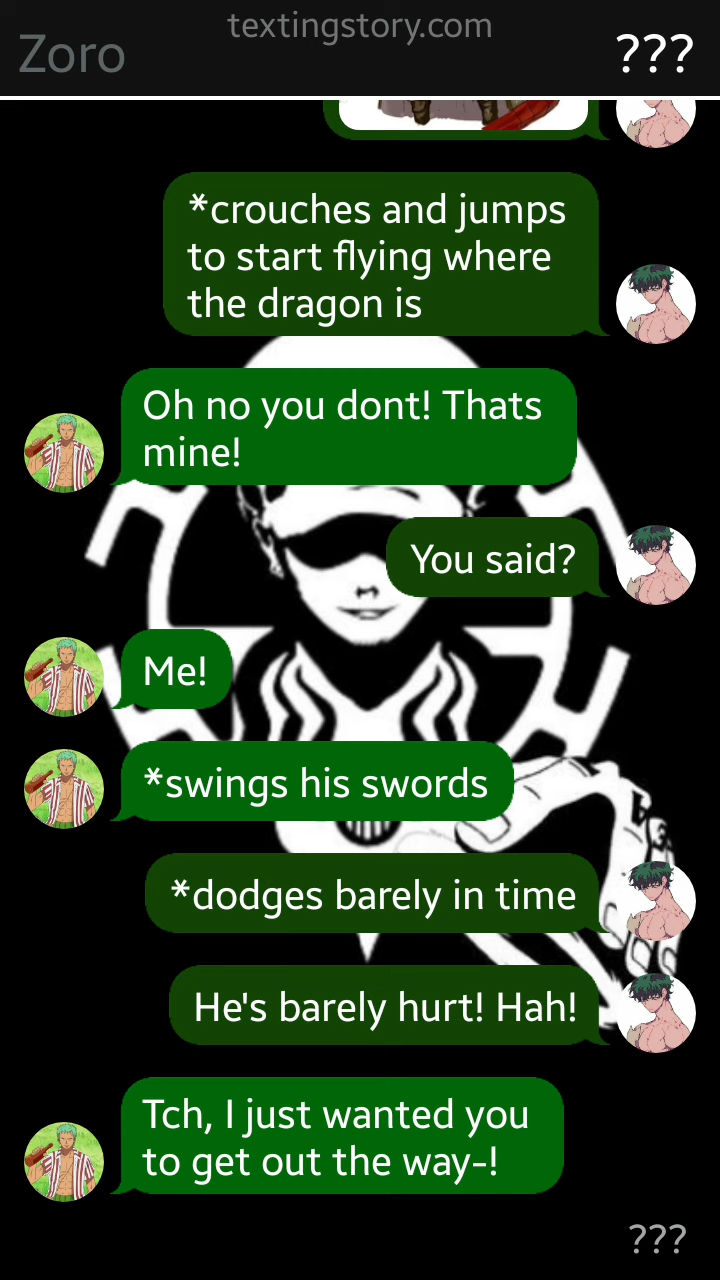 textingstory.com
Zoro
???
*crouches and jumps
to start flying where
the dragon is
Oh no you dont! Thats
mine!
You said?
Me!
*swings his swords
*dodges barely in time
He's barely hurt! Hah!
Tch, I just wanted you
to get out the way-!
???